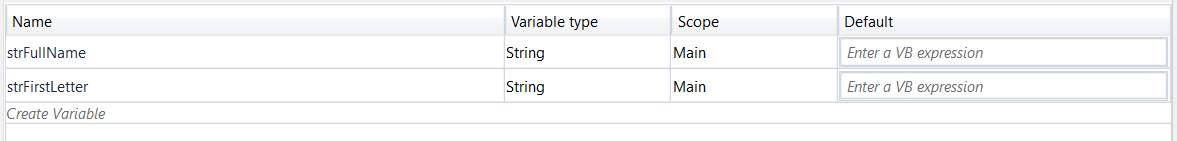 Name Variable type Scope Default
strFullName String Main Enter a VB expression
strFirstLetter String Main Enter a VB expression
Create Variable